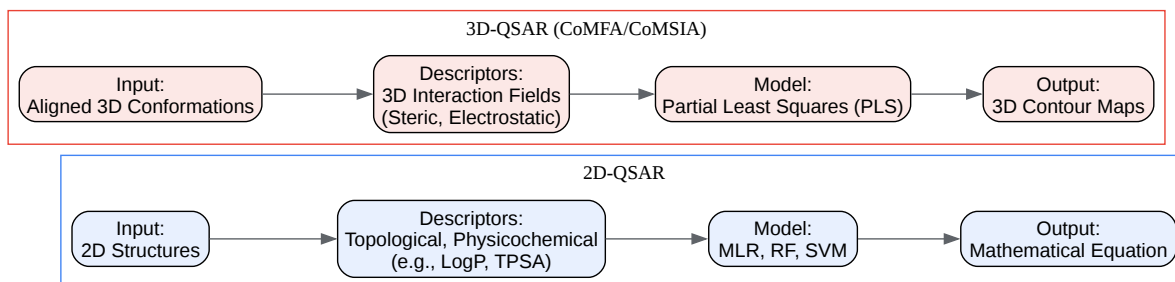 3D-QSAR (CoMFA/CoMSIA)
Input:
Aligned 3D Conformations
Descriptors:
3D Interaction Fields
(Steric, Electrostatic)
Model:
Partial Least Squares (PLS)
Output:
3D Contour Maps
2D-QSAR
Input:
2D Structures
Descriptors:
Topological, Physicochemical
(e.g., LogP, TPSA)
Model:
MLR, RF, SVM
Output:
Mathematical Equation